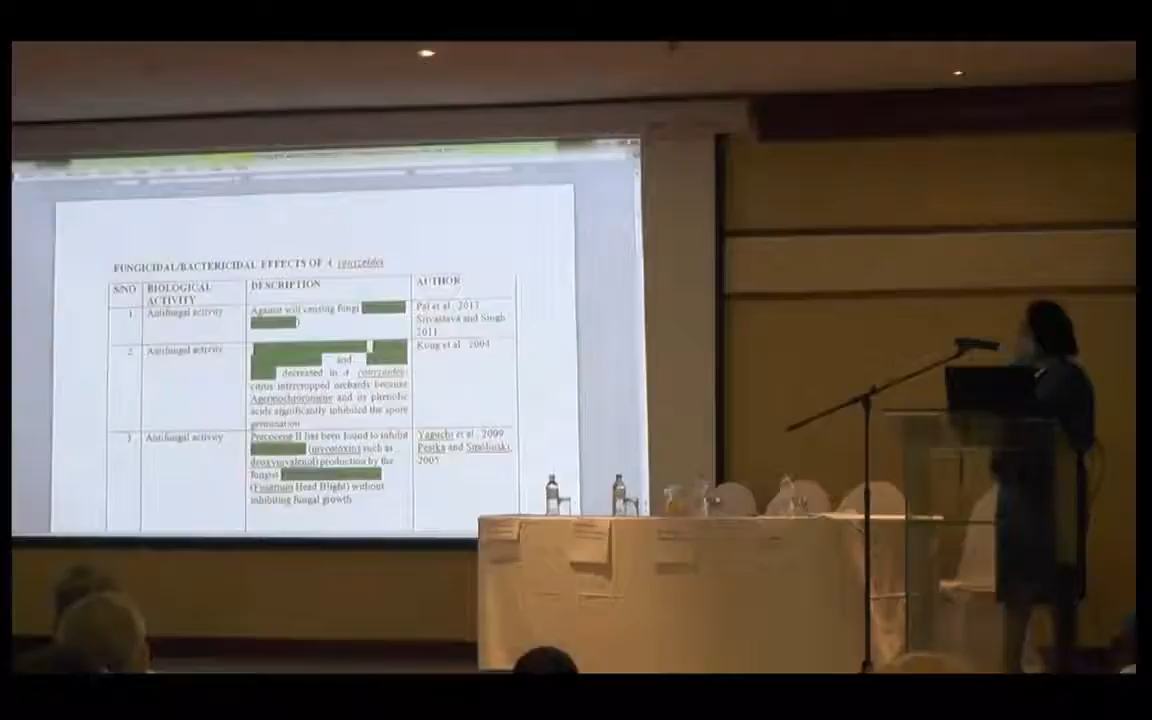 FUNGICIDAL/BACTERICIDAL EFFECTS OF A conyzoides
S/NO BIOLOGICAL ACTIVITY DESCRIPTION AUTHOR
1 Antifungal activity Against wilt causing fungi ) Pal et al., 2013
Srivastava and Singh
2011
2 Antifungal activity Kong et al., 2004
and
decreased in A conyzoides
citrus intercropped orchards because
Ageratochromene and its phenolic
acids significantly inhibited the spore
germination
3 Antifungal activity Precocene II has been found to inhibit
(mycotoxins such as
deoxynivalenol) production by the
fungus
(Fusarium Head Blight) without
inhibiting fungal growth
Yaguchi et al., 2009
Pestka and Smolinski,
2005